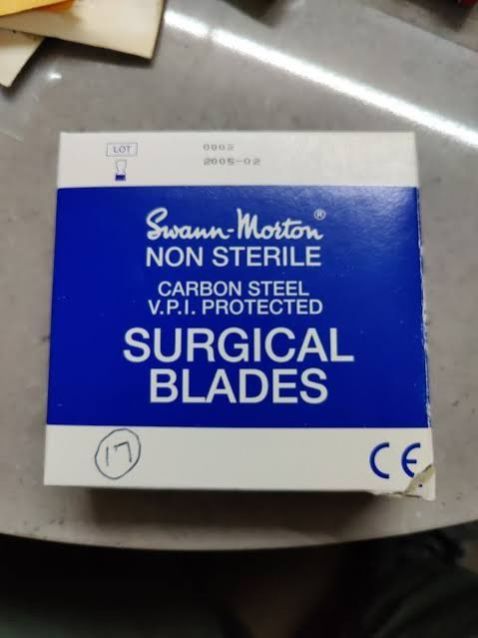 LOT 0002
2005-02
Swann-Morton®
NON STERILE
CARBON STEEL
V.P.I. PROTECTED
SURGICAL
BLADES
17
CE